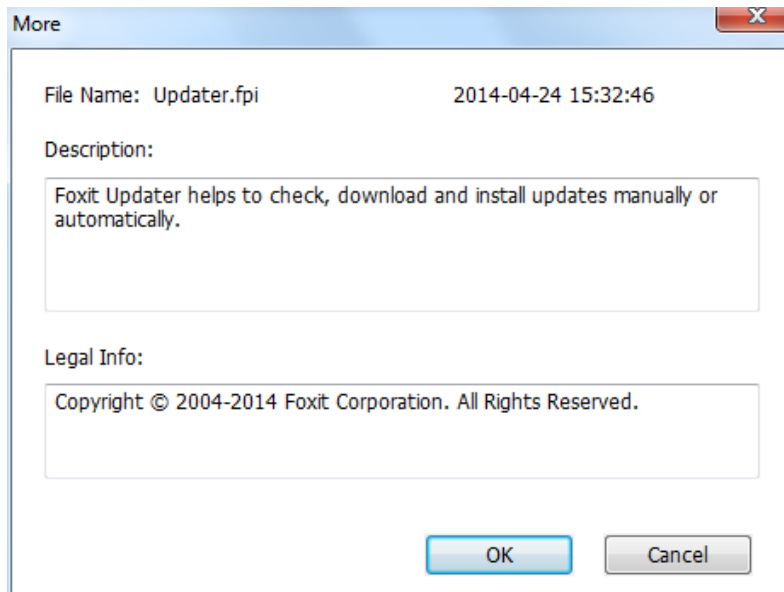 More
File Name: Updater.fpi 2014-04-24 15:32:46
Description:
Foxit Updater helps to check, download and install updates manually or
automatically.
Legal Info:
Copyright © 2004-2014 Foxit Corporation. All Rights Reserved.
OK Cancel